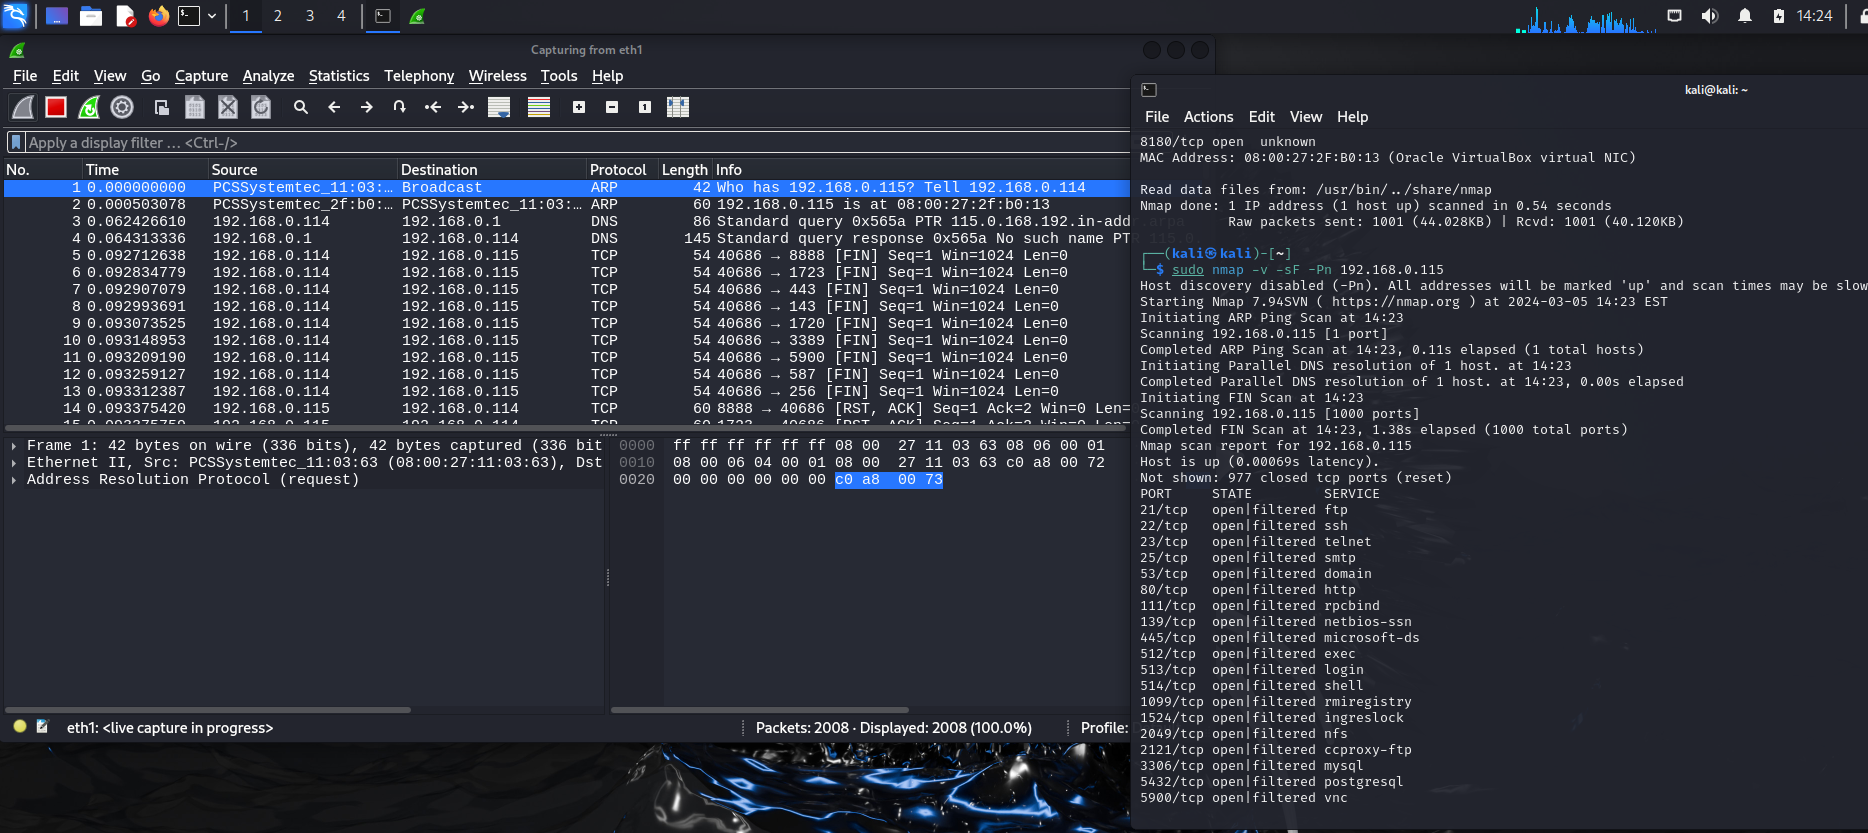 1 2 3 4
14:24
Capturing from eth1
File Edit View Go Capture Analyze Statistics Telephony Wireless Tools Help
Apply a display filter … <Ctrl-/>
No. Time Source Destination Protocol Length Info
1 0.000000000 PCSSystemtec_11:03:… Broadcast ARP 42 Who has 192.168.0.115? Tell 192.168.0.114
2 0.000503078 PCSSystemtec_2f:b0:… PCSSystemtec_11:03:… ARP 60 192.168.0.115 is at 08:00:27:2f:b0:13
3 0.062426610 192.168.0.114 192.168.0.1 DNS 86 Standard query 0x565a PTR 115.0.168.192.in-addr.arpa
4 0.064313336 192.168.0.1 192.168.0.114 DNS 145 Standard query response 0x565a No such name PTR 115.0.
5 0.092712638 192.168.0.114 192.168.0.115 TCP 54 40686 → 8888 [FIN] Seq=1 Win=1024 Len=0
6 0.092834779 192.168.0.114 192.168.0.115 TCP 54 40686 → 1723 [FIN] Seq=1 Win=1024 Len=0
7 0.092907079 192.168.0.114 192.168.0.115 TCP 54 40686 → 443 [FIN] Seq=1 Win=1024 Len=0
8 0.092993691 192.168.0.114 192.168.0.115 TCP 54 40686 → 143 [FIN] Seq=1 Win=1024 Len=0
9 0.093073525 192.168.0.114 192.168.0.115 TCP 54 40686 → 1720 [FIN] Seq=1 Win=1024 Len=0
10 0.093148953 192.168.0.114 192.168.0.115 TCP 54 40686 → 3389 [FIN] Seq=1 Win=1024 Len=0
11 0.093209190 192.168.0.114 192.168.0.115 TCP 54 40686 → 5900 [FIN] Seq=1 Win=1024 Len=0
12 0.093259127 192.168.0.114 192.168.0.115 TCP 54 40686 → 587 [FIN] Seq=1 Win=1024 Len=0
13 0.093312387 192.168.0.114 192.168.0.115 TCP 54 40686 → 256 [FIN] Seq=1 Win=1024 Len=0
14 0.093375420 192.168.0.115 192.168.0.114 TCP 60 8888 → 40686 [RST, ACK] Seq=1 Ack=2 Win=0 Len=
Frame 1: 42 bytes on wire (336 bits), 42 bytes captured (336 bit
Ethernet II, Src: PCSSystemtec_11:03:63 (08:00:27:11:03:63), Dst
Address Resolution Protocol (request)
0000 ff ff ff ff ff ff 08 00 27 11 03 63 08 06 00 01
0010 08 00 06 04 00 01 08 00 27 11 03 63 c0 a8 00 72
0020 00 00 00 00 00 00 c0 a8 00 73
eth1: <live capture in progress> Packets: 2008 · Displayed: 2008 (100.0%) Profile:
kali@kali: ~
File Actions Edit View Help
8180/tcp open unknown
MAC Address: 08:00:27:2F:B0:13 (Oracle VirtualBox virtual NIC)
Read data files from: /usr/bin/../share/nmap
Nmap done: 1 IP address (1 host up) scanned in 0.54 seconds
Raw packets sent: 1001 (44.028KB) | Rcvd: 1001 (40.120KB)
┌──(kali㉿kali)-[~]
└─$ sudo nmap -v -sF -Pn 192.168.0.115
Host discovery disabled (-Pn). All addresses will be marked 'up' and scan times may be slow
Starting Nmap 7.94SVN ( https://nmap.org ) at 2024-03-05 14:23 EST
Initiating ARP Ping Scan at 14:23
Scanning 192.168.0.115 [1 port]
Completed ARP Ping Scan at 14:23, 0.11s elapsed (1 total hosts)
Initiating Parallel DNS resolution of 1 host. at 14:23
Completed Parallel DNS resolution of 1 host. at 14:23, 0.00s elapsed
Initiating FIN Scan at 14:23
Scanning 192.168.0.115 [1000 ports]
Completed FIN Scan at 14:23, 1.38s elapsed (1000 total ports)
Nmap scan report for 192.168.0.115
Host is up (0.00069s latency).
Not shown: 977 closed tcp ports (reset)
PORT STATE SERVICE
21/tcp open|filtered ftp
22/tcp open|filtered ssh
23/tcp open|filtered telnet
25/tcp open|filtered smtp
53/tcp open|filtered domain
80/tcp open|filtered http
111/tcp open|filtered rpcbind
139/tcp open|filtered netbios-ssn
445/tcp open|filtered microsoft-ds
512/tcp open|filtered exec
513/tcp open|filtered login
514/tcp open|filtered shell
1099/tcp open|filtered rmiregistry
1524/tcp open|filtered ingreslock
2049/tcp open|filtered nfs
2121/tcp open|filtered ccproxy-ftp
3306/tcp open|filtered mysql
5432/tcp open|filtered postgresql
5900/tcp open|filtered vnc